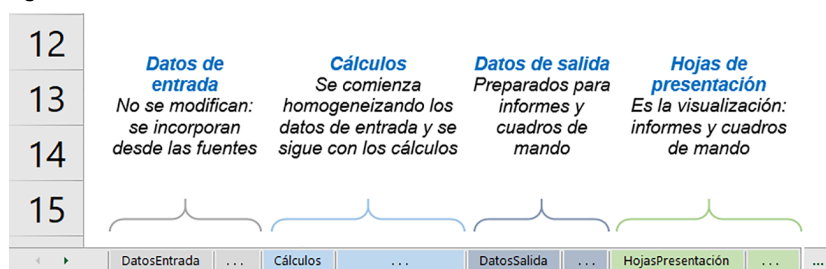 12
13
14
15
Datos de
entrada
No se modifican:
se incorporan
desde las fuentes
Cálculos
Se comienza
homogeneizando los
datos de entrada y se
sigue con los cálculos
Datos de salida
Preparados para
informes y
cuadros de
mando
Hojas de
presentación
Es la visualización:
informes y cuadros
de mando
DatosEntrada ... Cálculos ... DatosSalida ... HojasPresentación ... ...